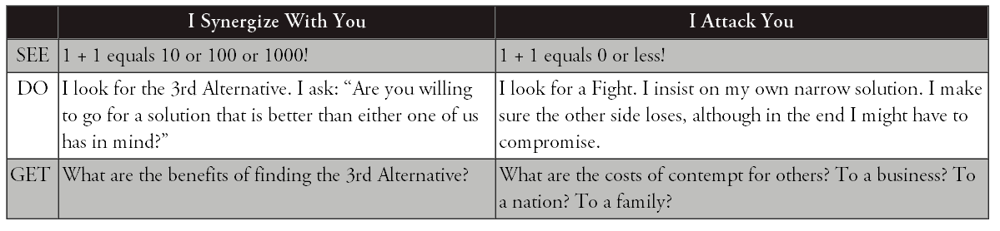 I Synergize With You I Attack You
SEE 1 + 1 equals 10 or 100 or 1000! 1 + 1 equals 0 or less!
DO I look for the 3rd Alternative. I ask: “Are you willing
to go for a solution that is better than either one of us
has in mind?”
I look for a Fight. I insist on my own narrow solution. I make
sure the other side loses, although in the end I might have to
compromise.
GET What are the benefits of finding the 3rd Alternative?
What are the costs of contempt for others? To a business? To
a nation? To a family?